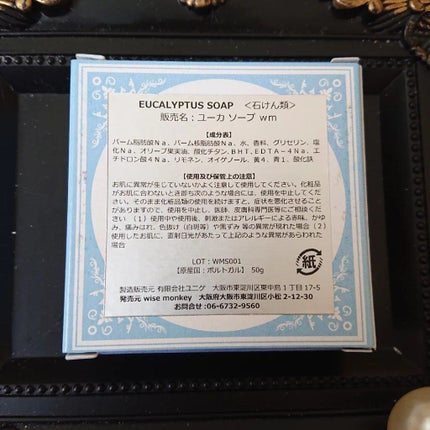 EUCALYPTUS SOAP <石けん類>
販売名：ユーカ ソープ wm
【成分表】
パーム脂肪酸Ｎａ、パーム核脂肪酸Ｎａ、水、香料、グリセリン、塩
化Ｎａ、オリーブ果実油、酸化チタン、ＢＨＴ、ＥＤＴＡ－４Ｎａ、エ
チドロン酸４Ｎａ、リモネン、オイゲノール、黄４、青１、酸化鉄
【使用及び保管上の注意】
お肌に異常が生じていないかよく注意して使用してください。化粧品
がお肌に合わないとき即ち次のような場合には、使用を中止してくださ
い。そのまま化粧品類の使用を続けますと、症状を悪化させることが
ありますので、使用を中止し、医師、皮膚科専門医等にご相談くださ
い（１）使用中や使用後、刺激またはアレルギーによる赤味、かゆ
み、痛みはれ、色抜け（白斑等）や黒ずみ 等の異常が現れた場合（２）
使用したお肌に、直射日光があたって上記のような異常があらわれた
場合
LOT：WMS001
【原産国：ポルトガル】 50g
紙
製造販売元 有限会社ユニゲ 大阪市東淀川区東中島１丁目17-5
発売元 wise monkey 大阪府大阪市東淀川区小松 2-12-30
お問合せ：06-6732-9560